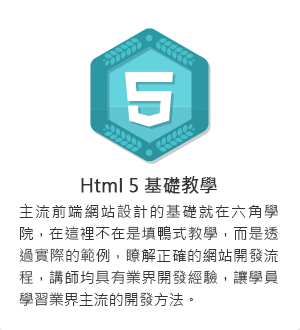 5
Html 5 基礎教學
主流前端網站設計的基礎就在六角學
院，在這裡不在是填鴨式教學，而是透
過實際的範例，瞭解正確的網站開發流
程，講師均具有業界開發經驗，讓學員
學習業界主流的開發方法。